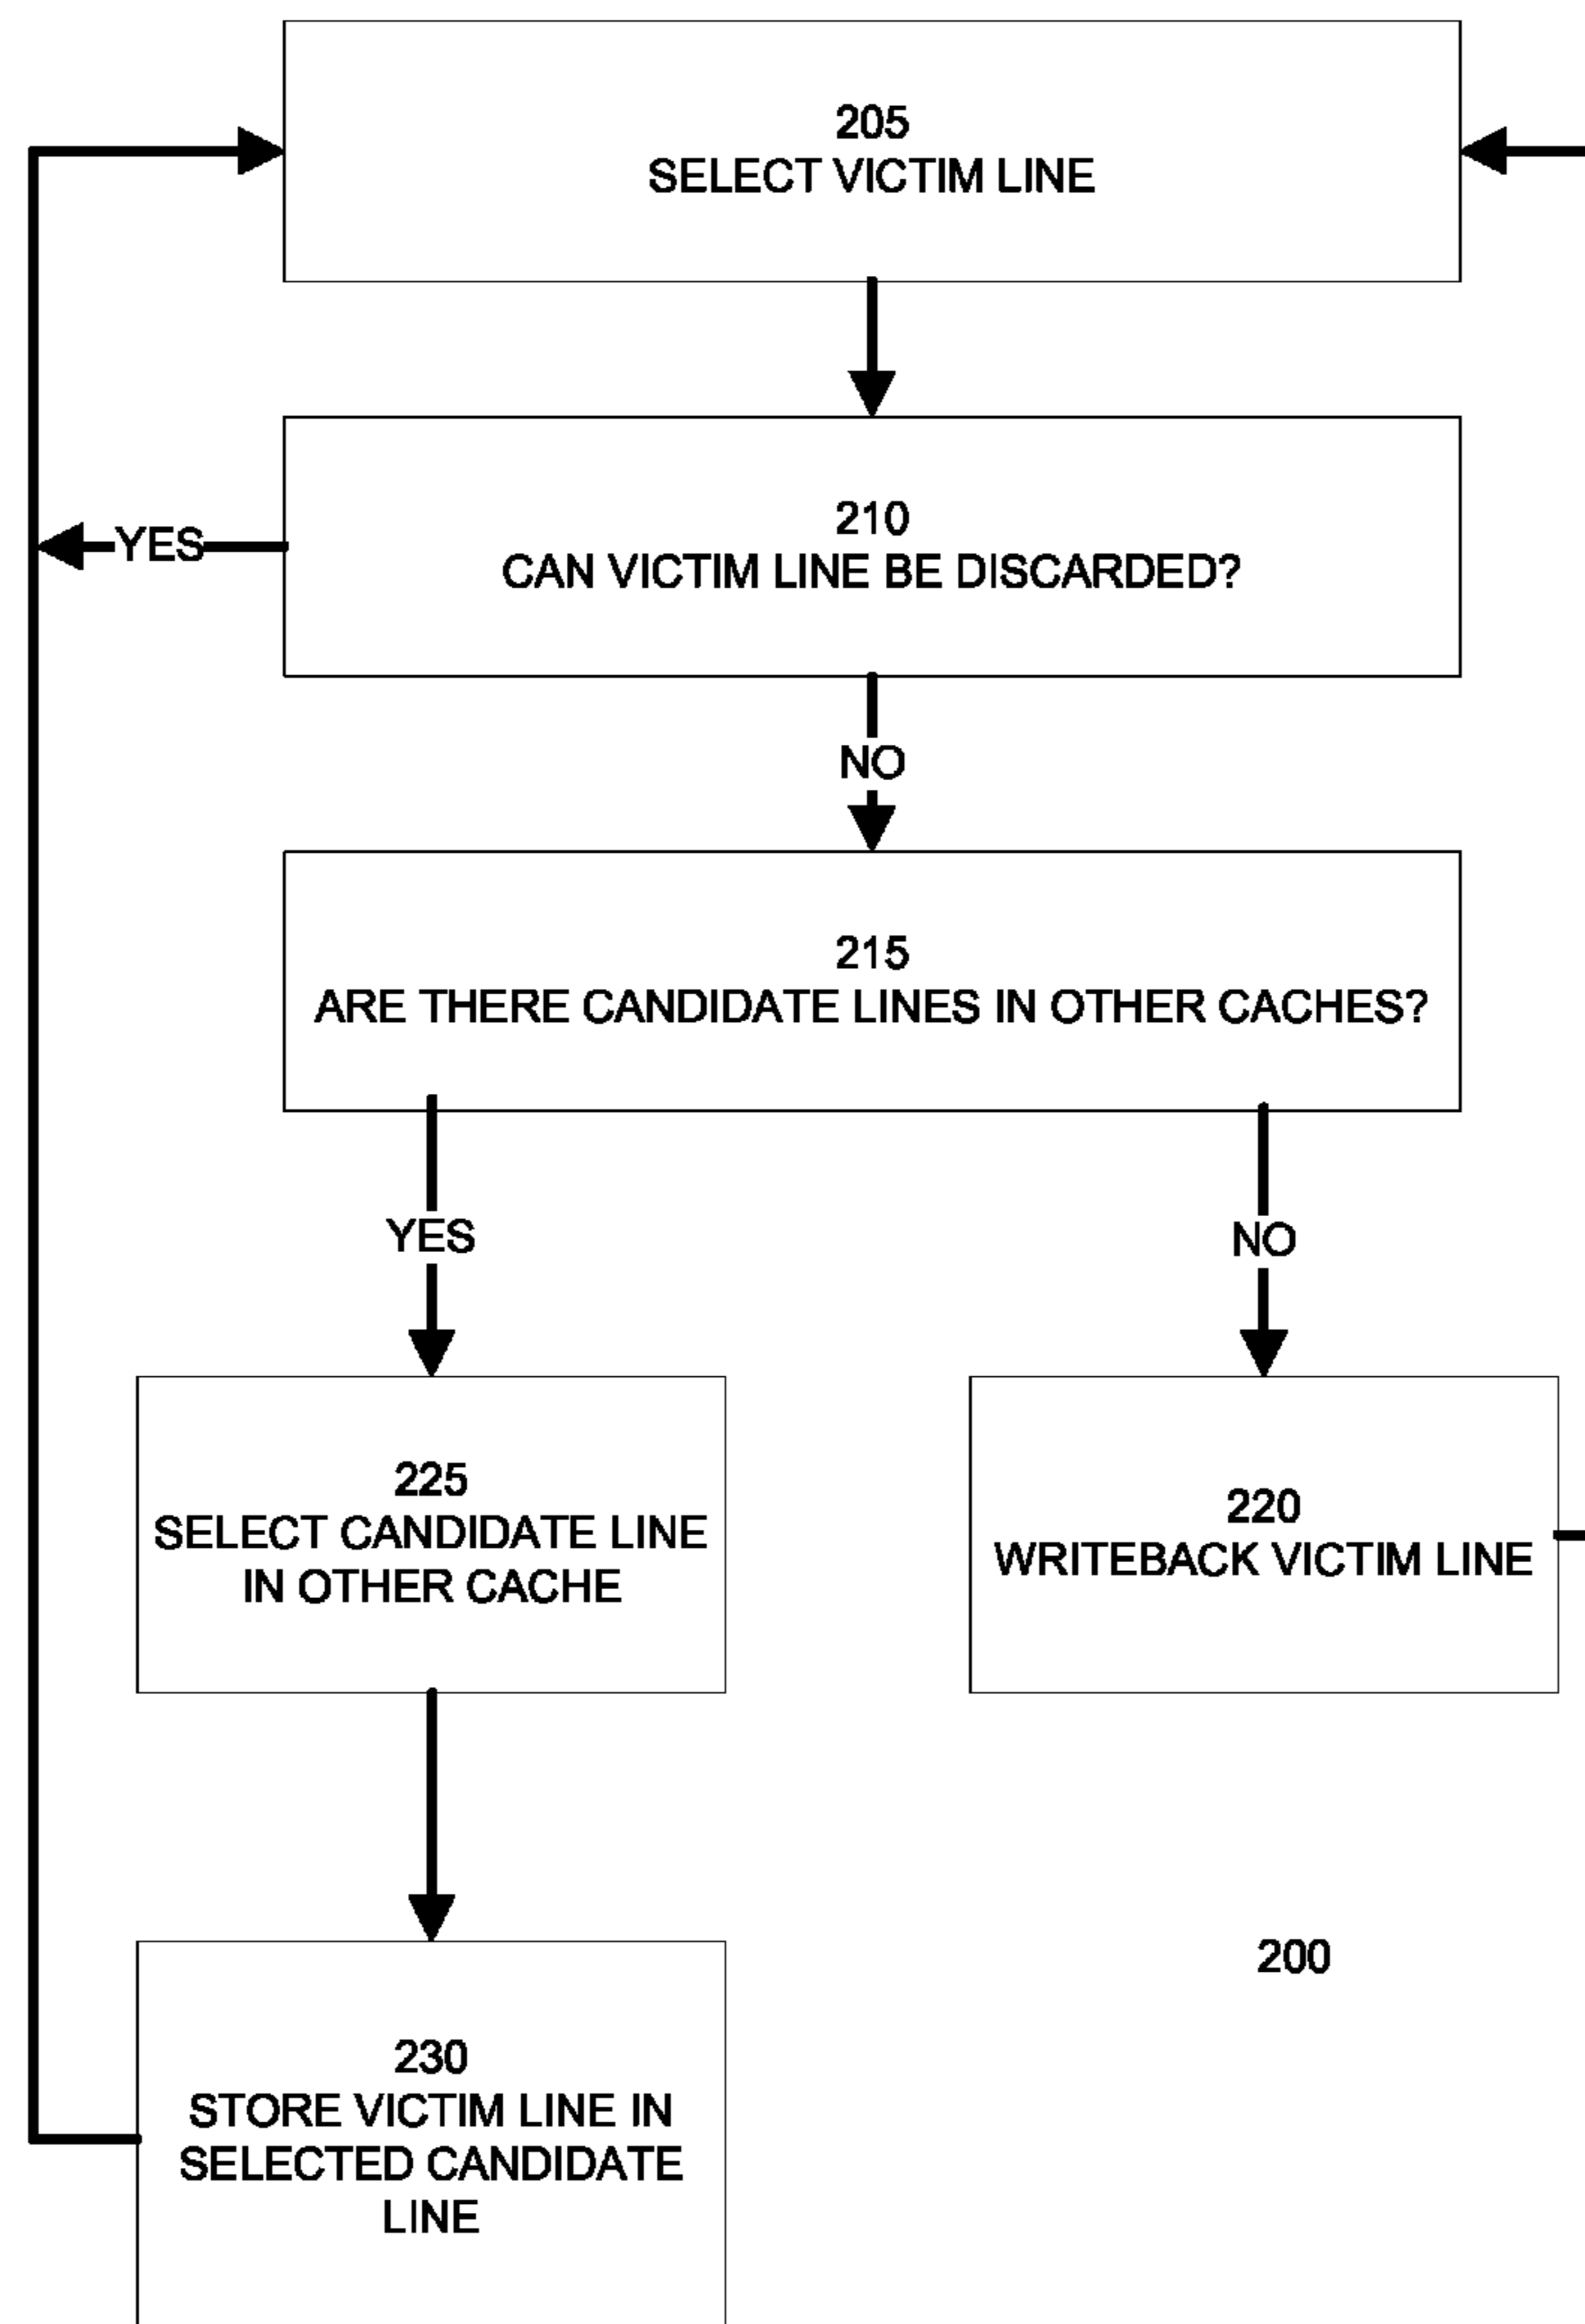 205
SELECT VICTIM LINE
210
CAN VICTIM LINE BE DISCARDED?
YES
NO
215
ARE THERE CANDIDATE LINES IN OTHER CACHES?
YES
NO
225
SELECT CANDIDATE LINE
IN OTHER CACHE
220
WRITEBACK VICTIM LINE
200
230
STORE VICTIM LINE IN
SELECTED CANDIDATE
LINE